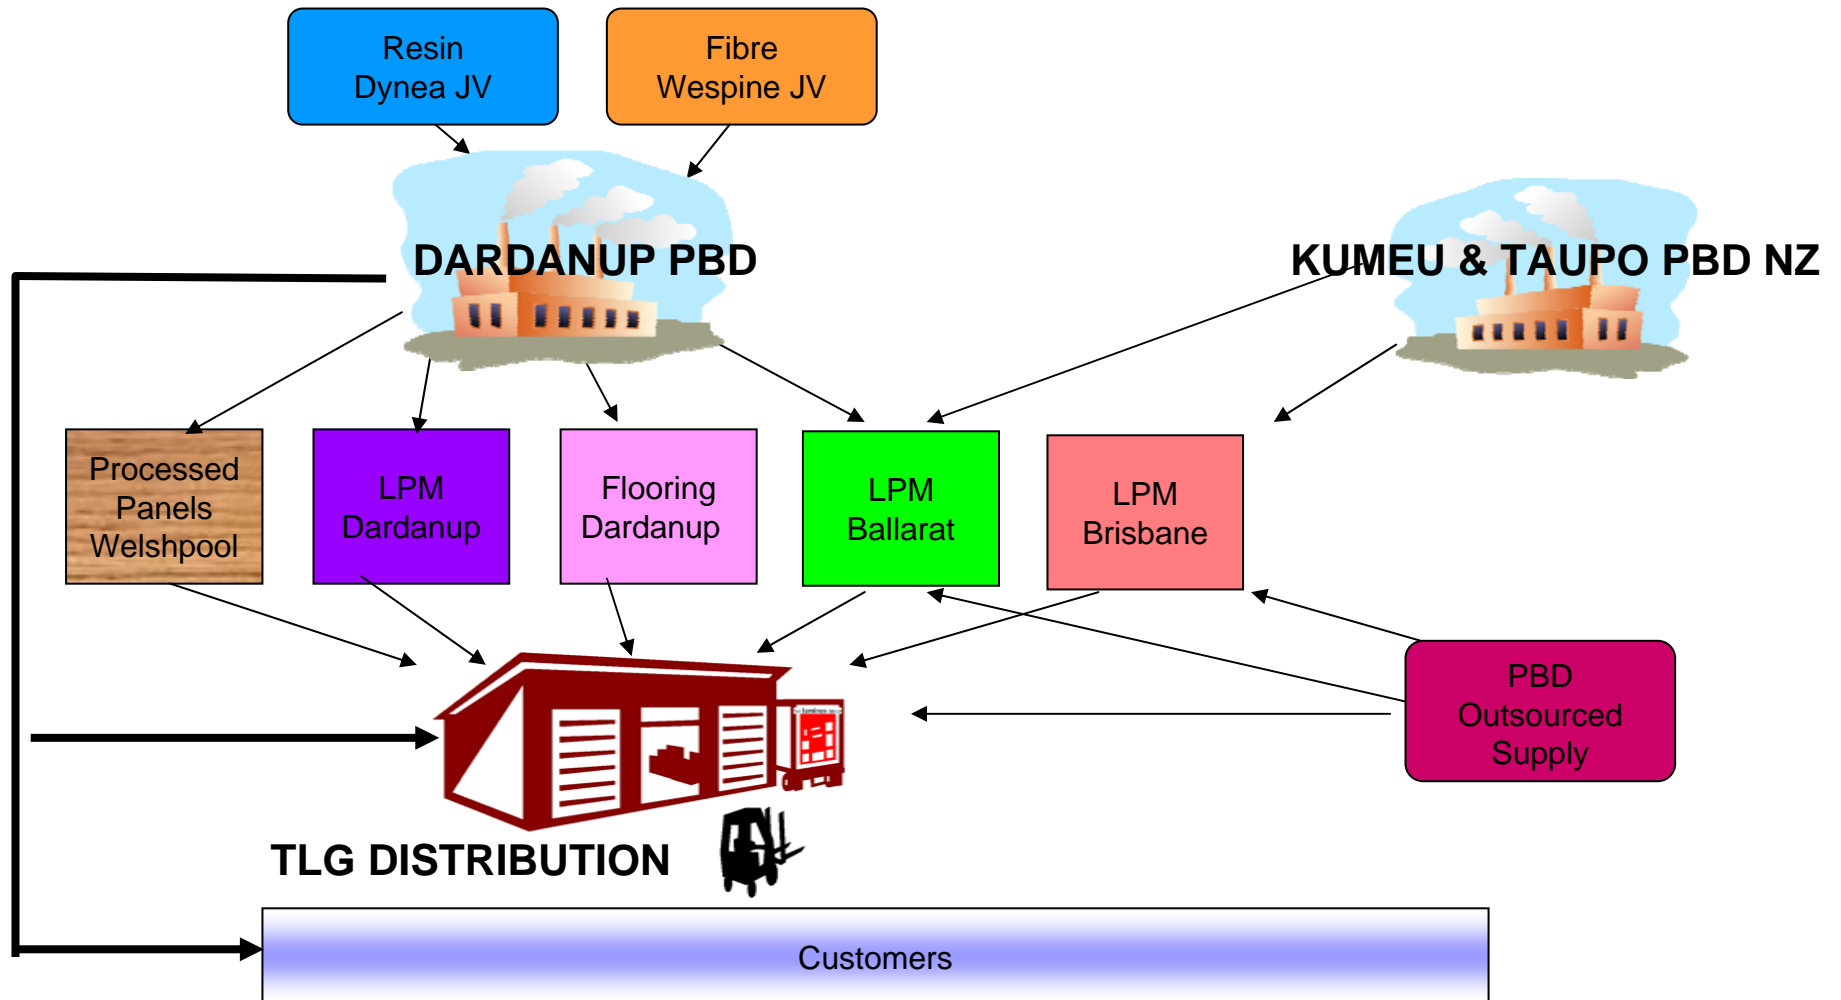 Resin
Dynea JV
Fibre
Wespine JV
DARDANUP PBD
KUMEU & TAUPO PBD NZ
Processed
Panels
Welshpool
LPM
Dardanup
Flooring
Dardanup
LPM
Ballarat
LPM
Brisbane
PBD
Outsourced
Supply
TLG DISTRIBUTION
Customers